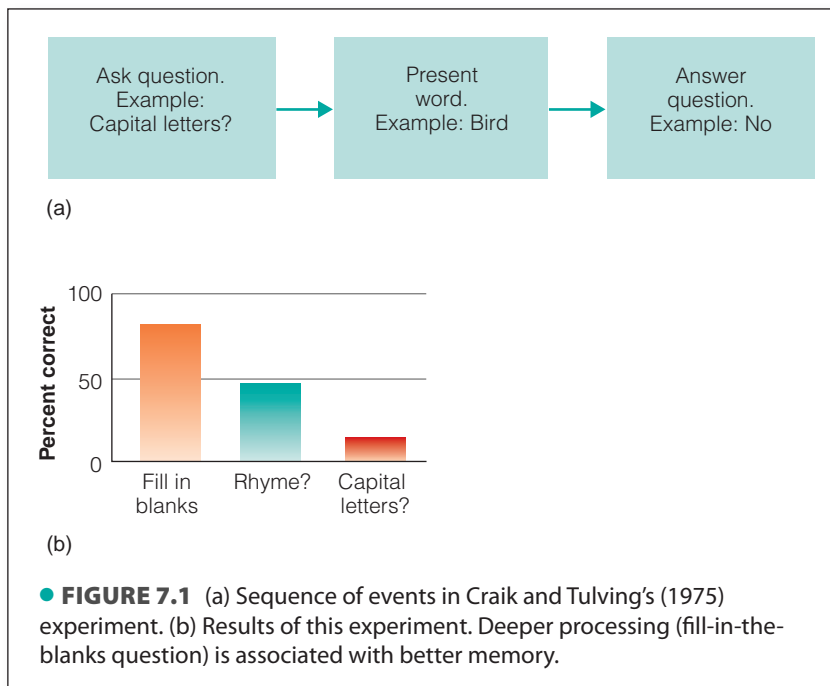 Ask question.
Example:
Capital letters?
Present
word.
Example: Bird
Answer
question.
Example: No
(a)
Percent correct
100
50
0
Fill in
blanks
Rhyme?
Capital
letters?
(b)
● FIGURE 7.1 (a) Sequence of events in Craik and Tulving’s (1975)
experiment. (b) Results of this experiment. Deeper processing (fill-in-the-
blanks question) is associated with better memory.